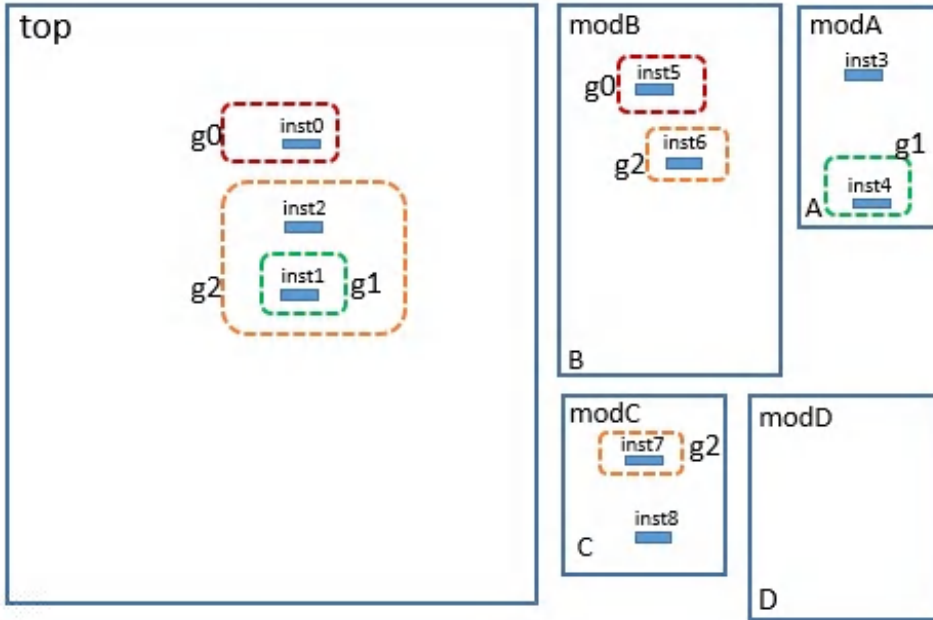 top
g0
inst0
inst2
g2
inst1
g1
modB
g0
inst5
g2
inst6
B
modA
inst3
g1
inst4
A
modC
inst7
g2
inst8
C
modD
D